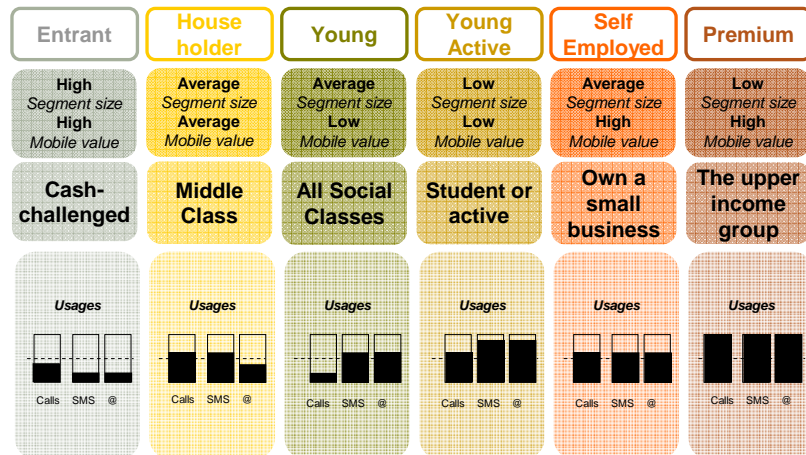 Entrant
House
holder
Young
Young
Active
Self
Employed
Premium
High
Segment size
High
Mobile value
Average
Segment size
Average
Mobile value
Average
Segment size
Low
Mobile value
Low
Segment size
Low
Mobile value
Average
Segment size
High
Mobile value
Low
Segment size
High
Mobile value
Cash-
challenged
Middle
Class
All Social
Classes
Student or
active
Own a
small
business
The upper
income
group
Usages
Usages
Usages
Usages
Usages
Usages
Calls SMS @
Calls SMS @
Calls SMS @
Calls SMS @
Calls SMS @
Calls SMS @